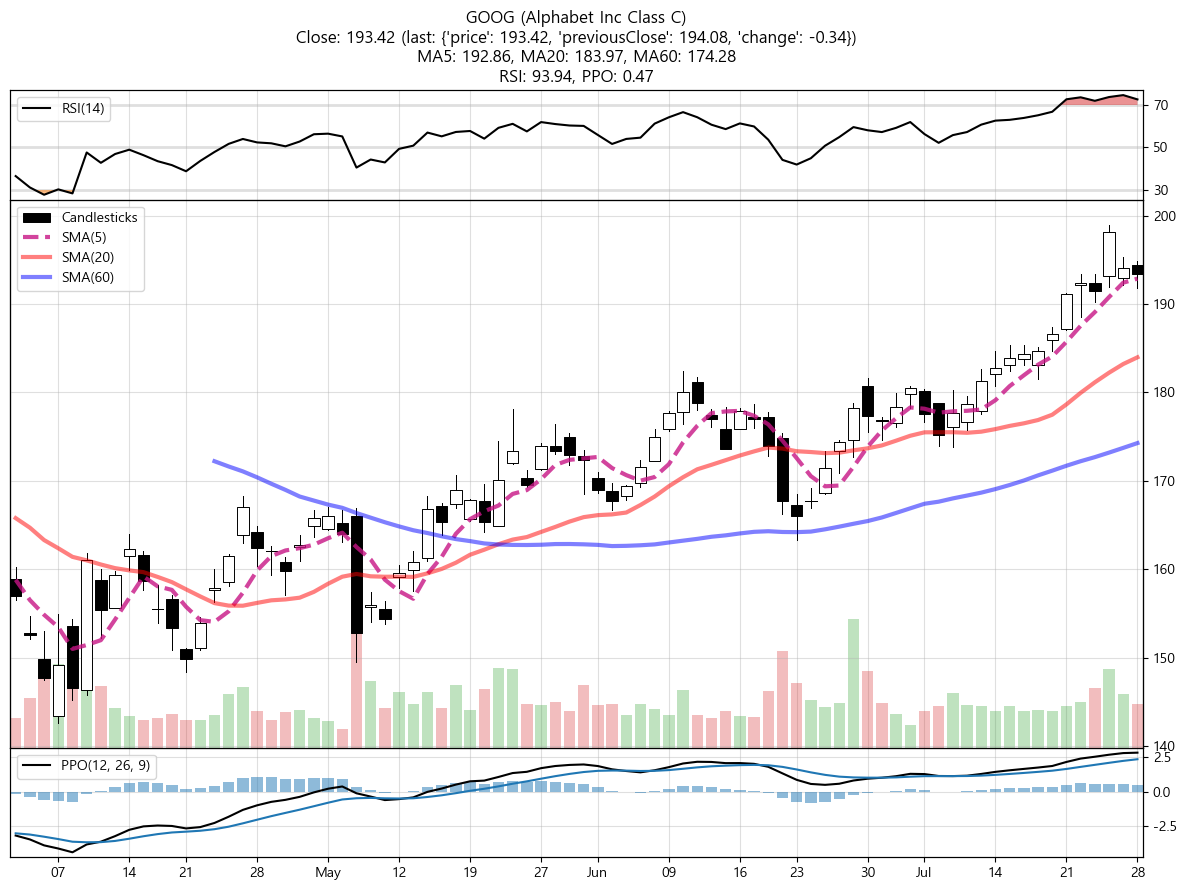 GOOG (Alphabet Inc Class C)
Close: 193.42 (last: {'price': 193.42, 'previousClose': 194.08, 'change': -0.34})
MA5: 192.86, MA20: 183.97, MA60: 174.28
RSI: 93.94, PPO: 0.47
RSI(14)
70
50
30
Candlesticks
SMA(5)
SMA(20)
SMA(60)
200
190
180
170
160
150
140
PPO(12, 26, 9)
2.5
0.0
−2.5
07 14 21 28 May 12 19 27 Jun 09 16 23 30 Jul 14 21 28